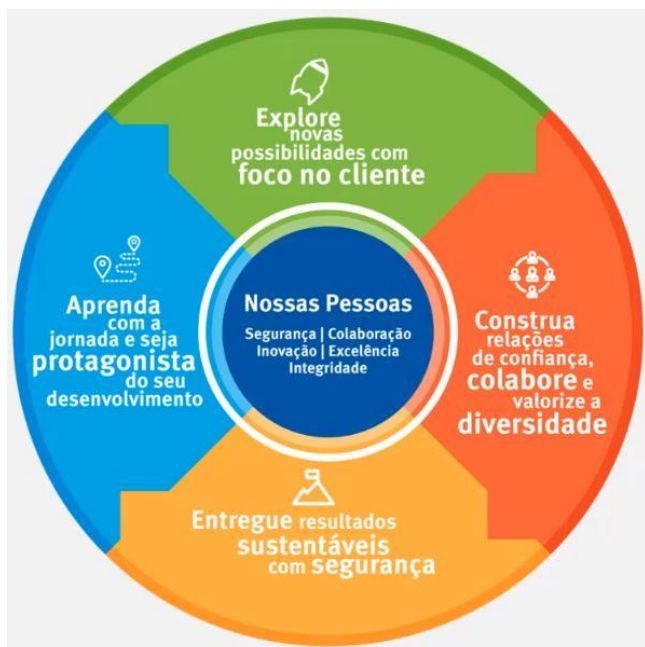 Explore
novas
possibilidades com
foco no cliente
Aprenda
com a
jornada e seja
protagonista
do seu
desenvolvimento
Nossas Pessoas
Segurança | Colaboração
Inovação | Excelência
Integridade
Construa
relações
de confiança,
colabore e
valorize a
diversidade
Entregue resultados
sustentáveis
com segurança